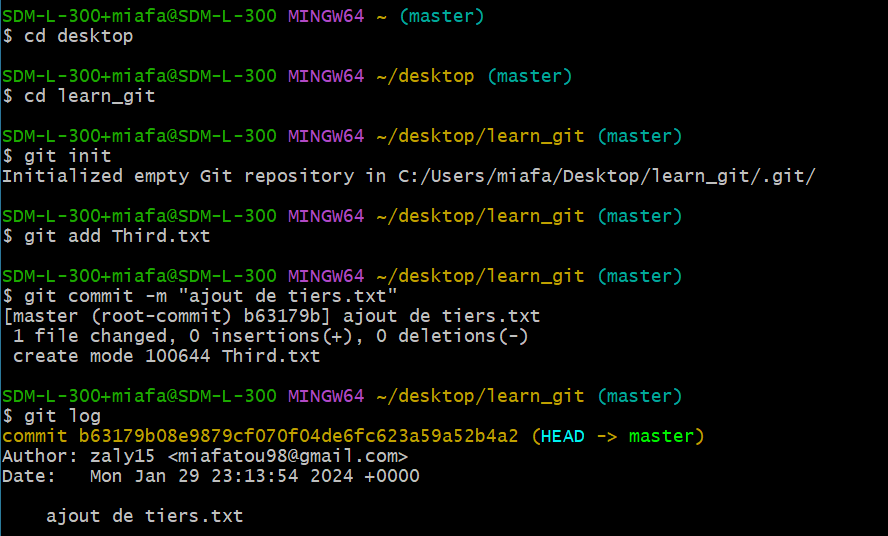 SDM-L-300+miafa@SDM-L-300 MINGW64 ~ (master)
$ cd desktop
SDM-L-300+miafa@SDM-L-300 MINGW64 ~/desktop (master)
$ cd learn_git
SDM-L-300+miafa@SDM-L-300 MINGW64 ~/desktop/learn_git (master)
$ git init
Initialized empty Git repository in C:/Users/miafa/Desktop/learn_git/.git/
SDM-L-300+miafa@SDM-L-300 MINGW64 ~/desktop/learn_git (master)
$ git add Third.txt
SDM-L-300+miafa@SDM-L-300 MINGW64 ~/desktop/learn_git (master)
$ git commit -m "ajout de tiers.txt"
[master (root-commit) b63179b] ajout de tiers.txt
 1 file changed, 0 insertions(+), 0 deletions(-)
 create mode 100644 Third.txt
SDM-L-300+miafa@SDM-L-300 MINGW64 ~/desktop/learn_git (master)
$ git log
commit b63179b08e9879cf070f04de6fc623a59a52b4a2 (HEAD -> master)
Author: zaly15 <miafatou98@gmail.com>
Date:   Mon Jan 29 23:13:54 2024 +0000
    ajout de tiers.txt